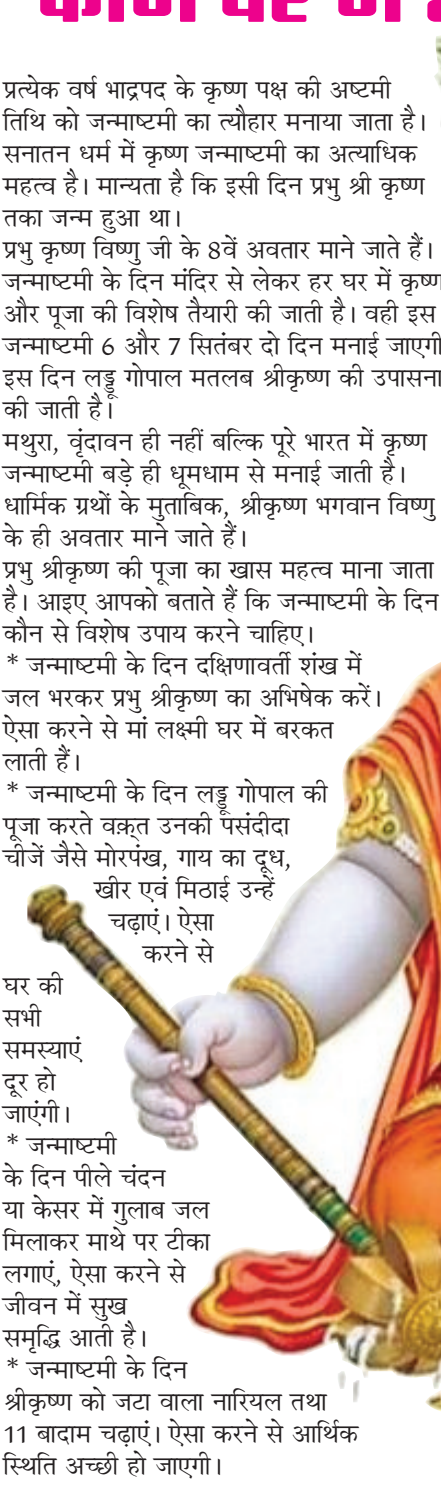 प्रत्येक वर्ष भाद्रपद के कृष्ण पक्ष की अष्टमी
तिथि को जन्माष्टमी का त्यौहार मनाया जाता है।
सनातन धर्म में कृष्ण जन्माष्टमी का अत्याधिक
महत्व है। मान्यता है कि इसी दिन प्रभु श्री कृष्ण
तका जन्म हुआ था।
प्रभु कृष्ण विष्णु जी के 8वें अवतार माने जाते हैं।
जन्माष्टमी के दिन मंदिर से लेकर हर घर में कृष्ण
और पूजा की विशेष तैयारी की जाती है। वही इस
जन्माष्टमी 6 और 7 सितंबर दो दिन मनाई जाएगी
इस दिन लड्डू गोपाल मतलब श्रीकृष्ण की उपासना
की जाती है।
मथुरा, वृंदावन ही नहीं बल्कि पूरे भारत में कृष्ण
जन्माष्टमी बड़े ही धूमधाम से मनाई जाती है।
धार्मिक ग्रथों के मुताबिक, श्रीकृष्ण भगवान विष्णु
के ही अवतार माने जाते हैं।
प्रभु श्रीकृष्ण की पूजा का खास महत्व माना जाता
है। आइए आपको बताते हैं कि जन्माष्टमी के दिन
कौन से विशेष उपाय करने चाहिए।
* जन्माष्टमी के दिन दक्षिणावर्ती शंख में
जल भरकर प्रभु श्रीकृष्ण का अभिषेक करें।
ऐसा करने से मां लक्ष्मी घर में बरकत
लाती हैं।
* जन्माष्टमी के दिन लड्डू गोपाल की
पूजा करते वक़्त उनकी पसंदीदा
चीजें जैसे मोरपंख, गाय का दूध,
खीर एवं मिठाई उन्हें
चढ़ाएं। ऐसा
करने से
घर की
सभी
समस्याएं
दूर हो
जाएंगी।
* जन्माष्टमी
के दिन पीले चंदन
या केसर में गुलाब जल
मिलाकर माथे पर टीका
लगाएं, ऐसा करने से
जीवन में सुख
समृद्धि आती है।
* जन्माष्टमी के दिन
श्रीकृष्ण को जटा वाला नारियल तथा
11 बादाम चढ़ाएं। ऐसा करने से आर्थिक
स्थिति अच्छी हो जाएगी।